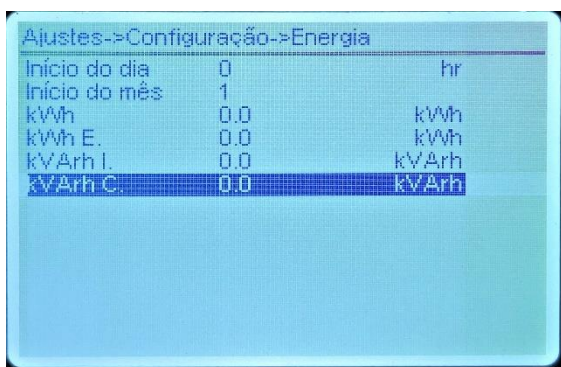 Ajustes->Configuração->Energia
Início do dia 0 hr
Início do mês 1
kWh 0.0 kWh
kWh E. 0.0 kWh
kVArh I. 0.0 kVArh
kVArh C. 0.0 kVArh